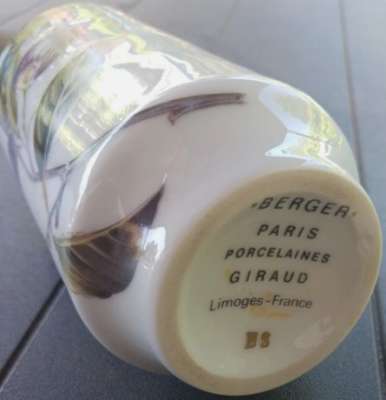 BERGER
PARIS
PORCELAINES
GIRAUD
Limoges-France